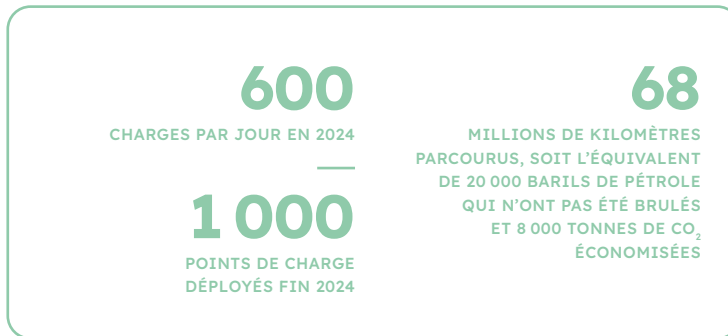 600
CHARGES PAR JOUR EN 2024
1 000
POINTS DE CHARGE
DÉPLOYÉS FIN 2024
68
MILLIONS DE KILOMÈTRES
PARCOURUS, SOIT L’ÉQUIVALENT
DE 20 000 BARILS DE PÉTROLE
QUI N’ONT PAS ÉTÉ BRULÉS
ET 8 000 TONNES DE CO₂
ÉCONOMISÉES